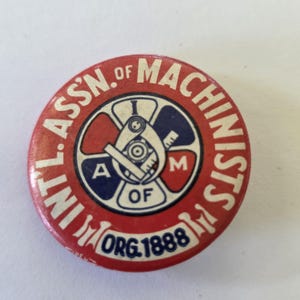 INT'L. ASS'N. OF MACHINISTS
I
A M
OF
ORG. 1888